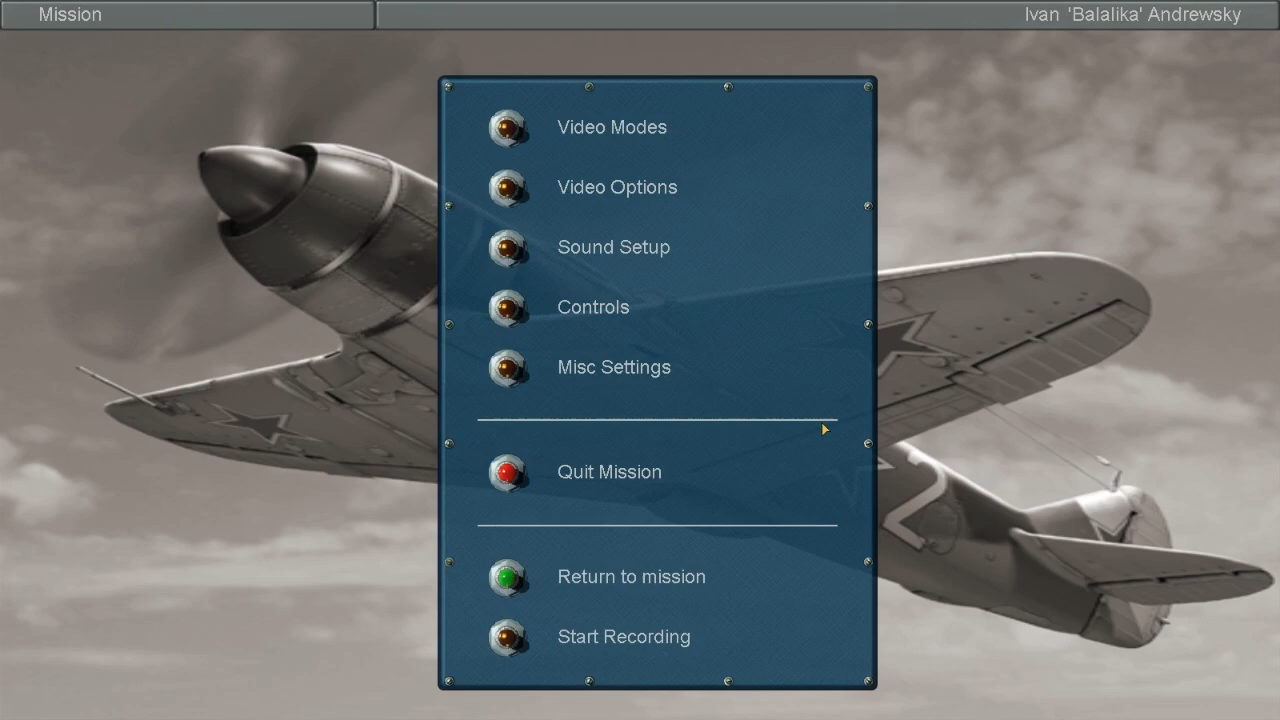 Mission
Ivan 'Balalika' Andrewsky
Video Modes
Video Options
Sound Setup
Controls
Misc Settings
Quit Mission
Return to mission
Start Recording